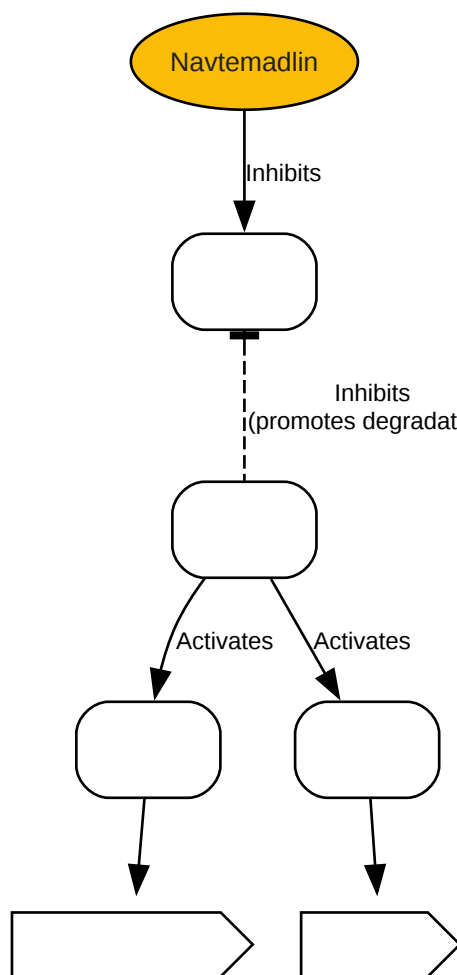 Navtemadlin
Inhibits
Inhibits
(promotes degradat
Activates
Activates